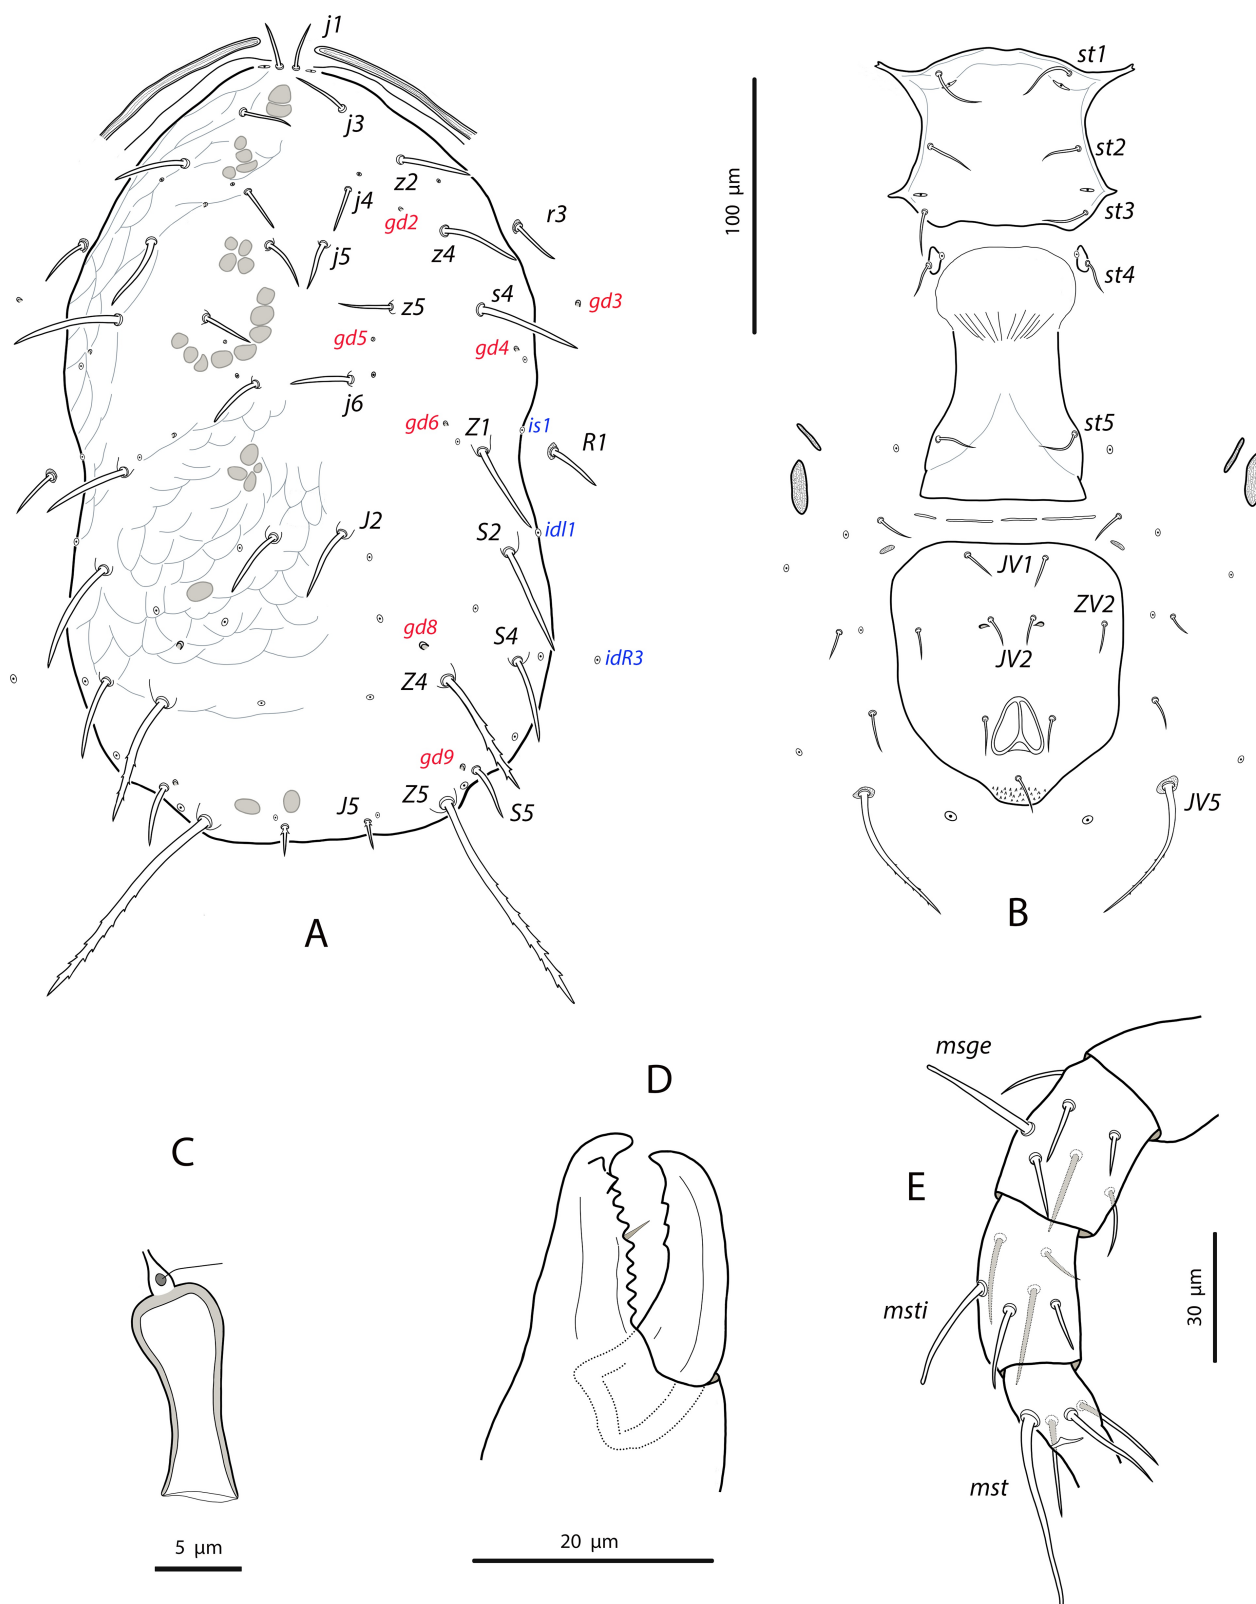 j1
j3
z2
j4
gd2
r3
z4
j5
z5
s4
gd3
gd5
gd4
j6
gd6
Z1
is1
R1
J2
S2
idl1
gd8
S4
idR3
Z4
gd9
Z5
J5
S5
A
100 µm
st1
st2
st3
st4
st5
JV1
ZV2
JV2
JV5
B
C
5 µm
D
20 µm
msge
E
msti
mst
30 µm